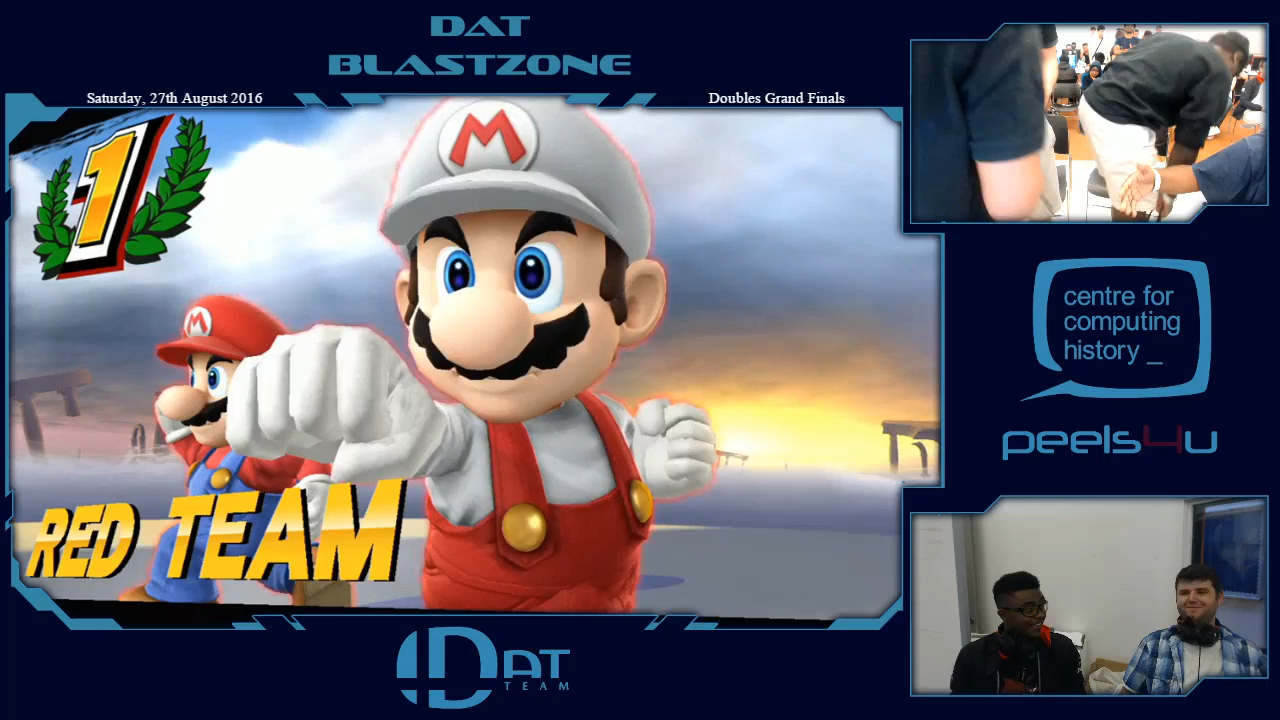 DAT
BLASTZONE
Saturday, 27th August 2016
Doubles Grand Finals
1
M
M
RED TEAM
centre for
computing
history _
peels4u
DAT
TEAM